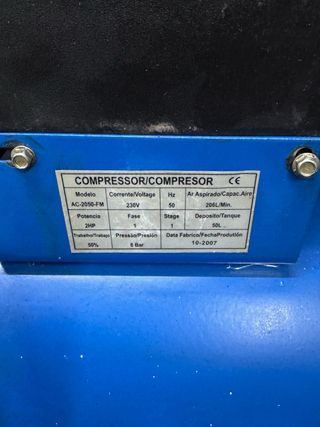 COMPRESSOR/COMPRESOR CE
Modelo Corrente/Voltage Hz Ar Aspirado/Capac.Aire
AC-2050-FM 230V 50 206L/Min.
Potencia Fase Stage Deposito/Tanque
2HP 1 1 50L
Trabalho/Trabajo Pressão/Presión Data Fabrico/FechaProdutión
50% 8 Bar 10-2007